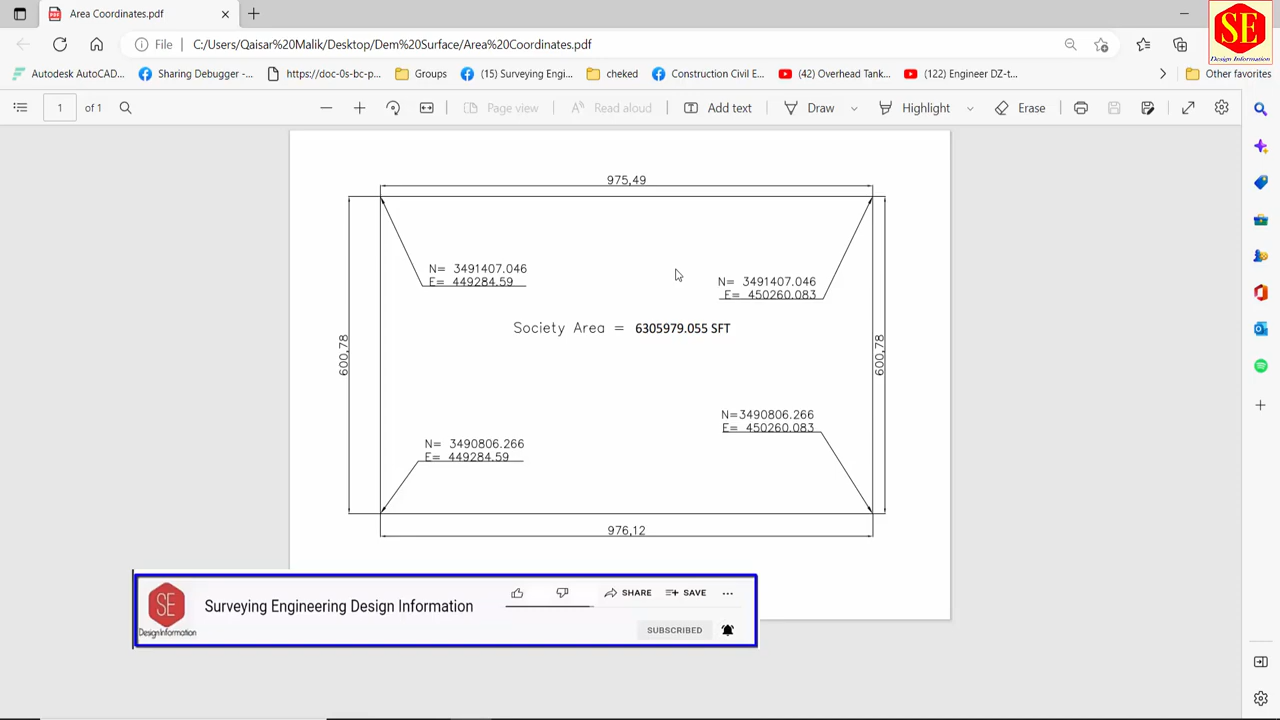 Area Coordinates.pdf
SE
Design Information
File
C:/Users/Qaisar%20Malik/Desktop/Dem%20Surface/Area%20Coordinates.pdf
Autodesk AutoCAD...
Sharing Debugger -...
https://doc-0s-bc-p...
Groups
(15) Surveying Engi...
cheked
Construction Civil E...
(42) Overhead Tank...
(122) Engineer DZ-t...
Other favorites
1
of 1
Page view
Read aloud
Add text
Draw
Highlight
Erase
975,49
N= 3491407.046
E= 449284.59
N= 3491407.046
E= 450260.083
Society Area = 6305979.055 SFT
600,78
600,78
N=3490806.266
E= 450260.083
N= 3490806.266
E= 449284.59
976,12
SE
DesignInformation
Surveying Engineering Design Information
SHARE
SAVE
SUBSCRIBED